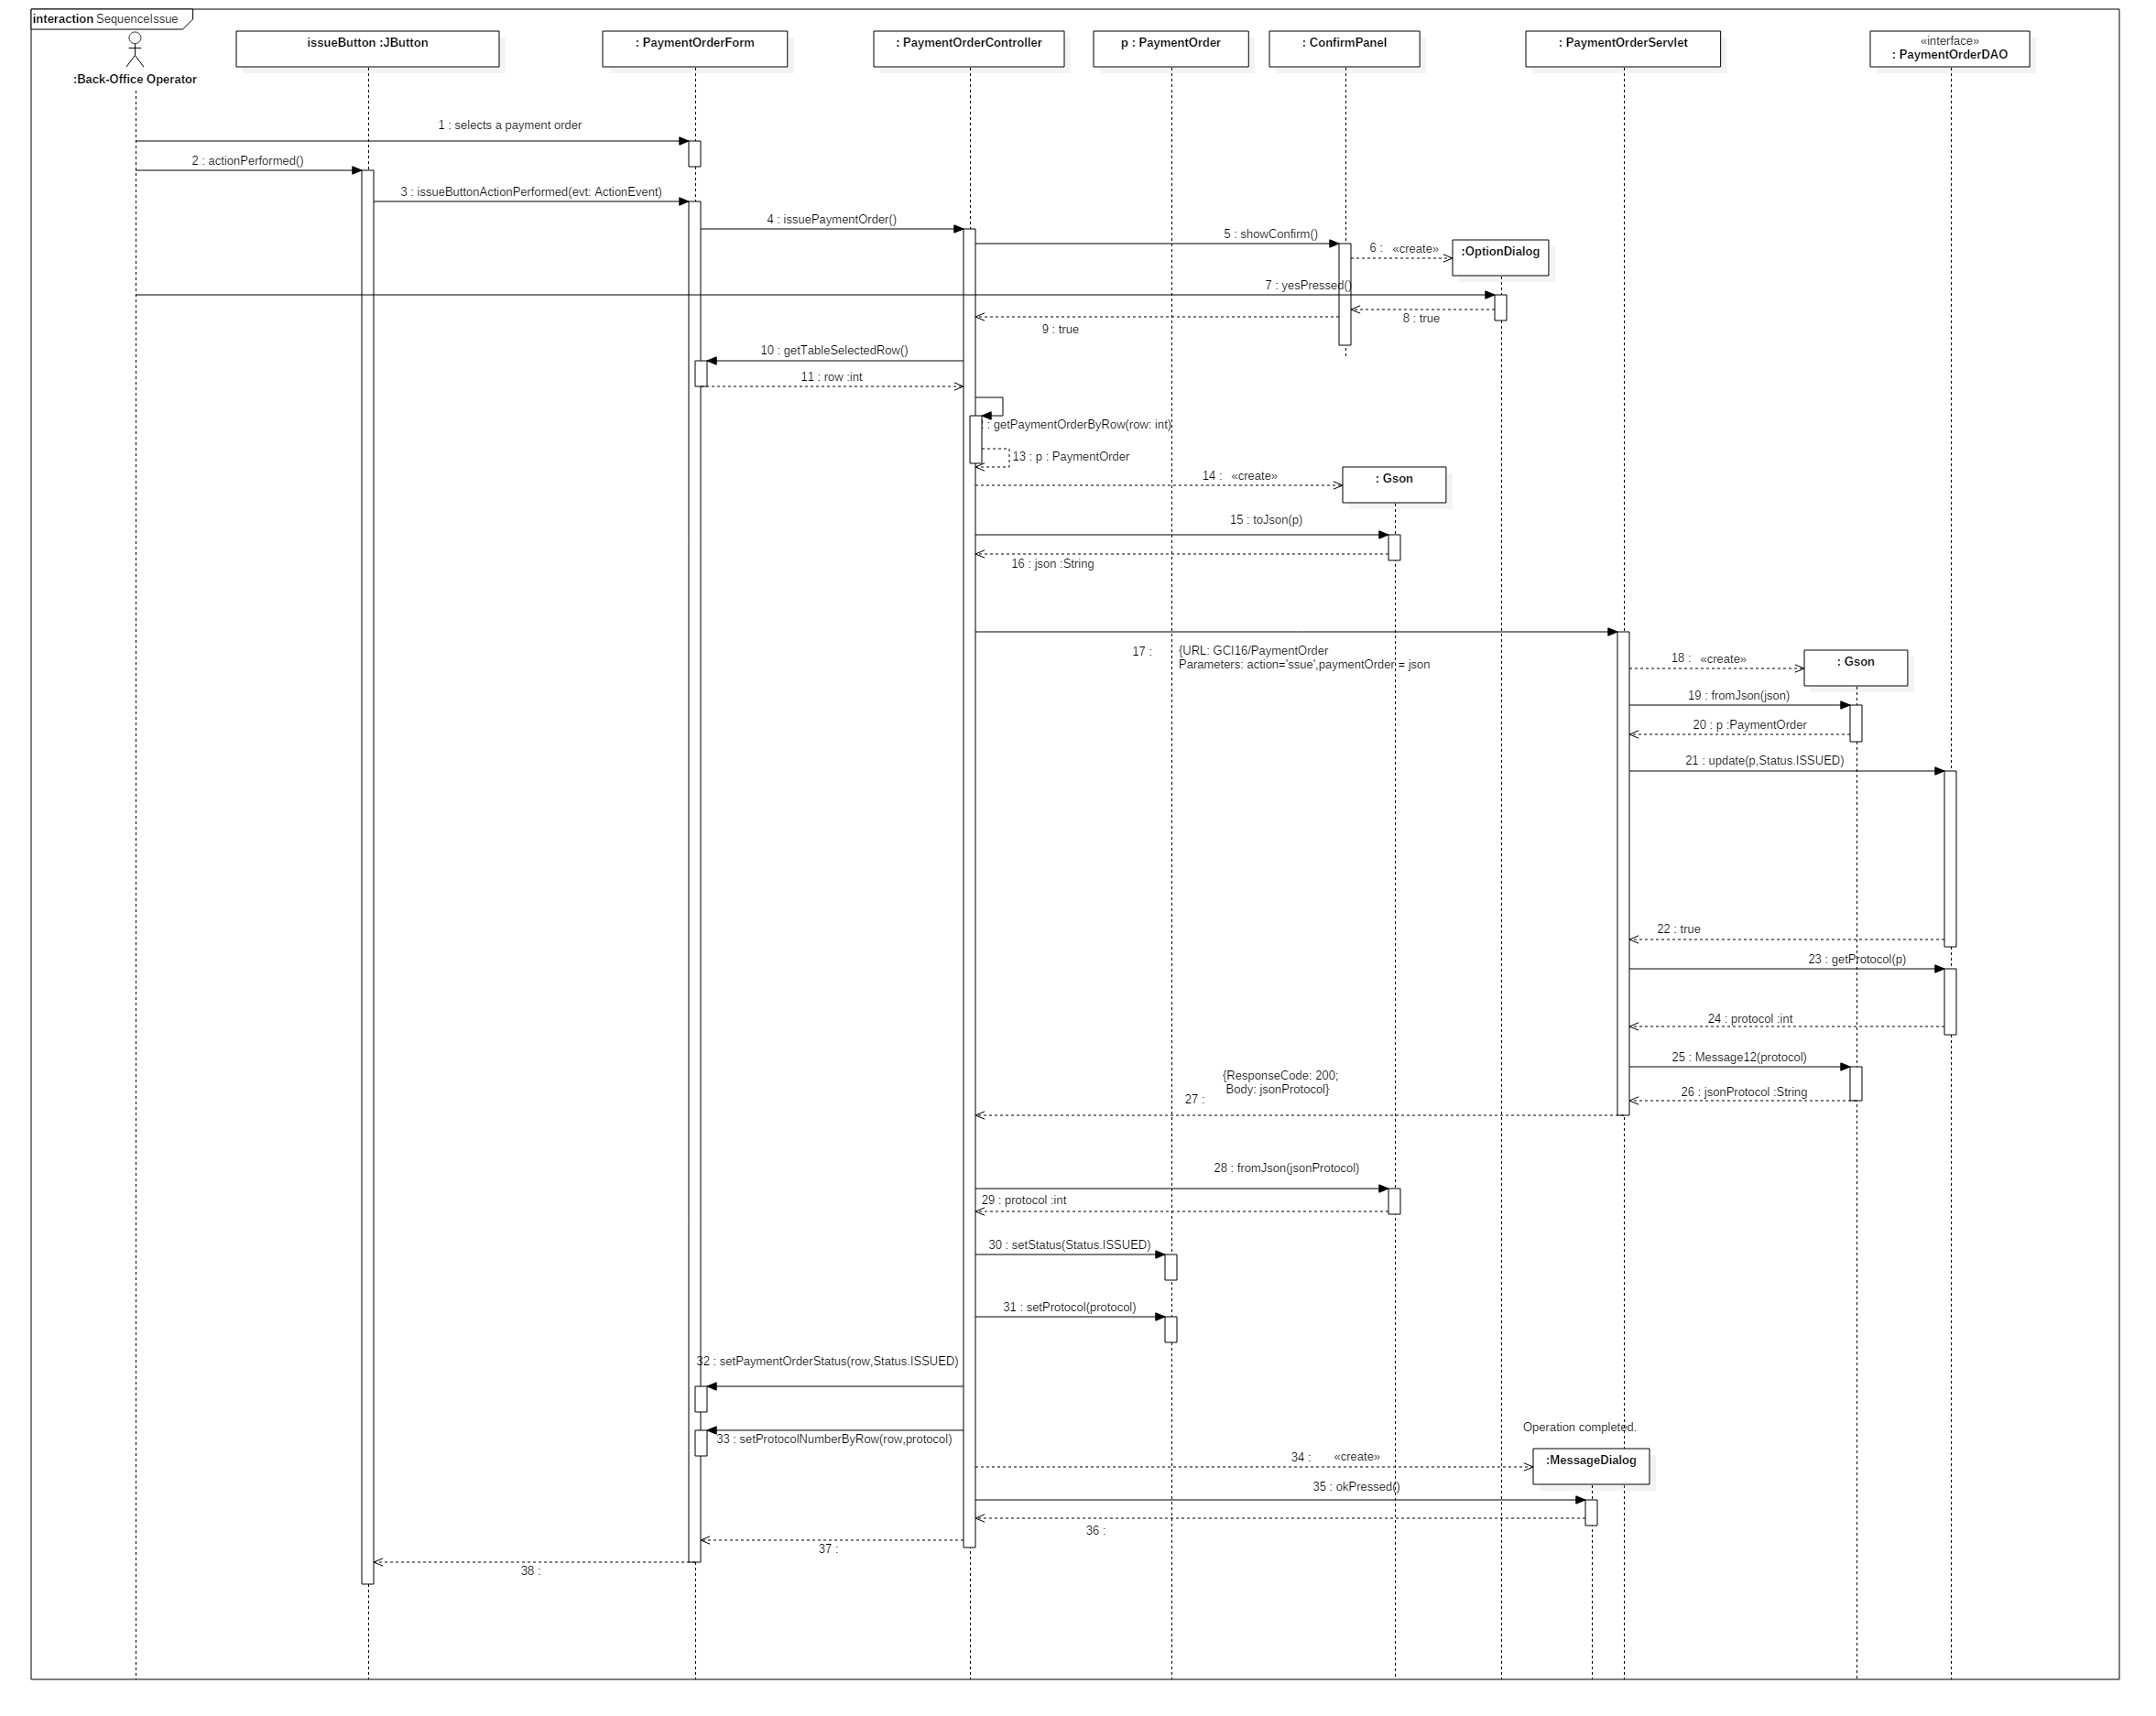 interaction SequenceIssue
:Back-Office Operator
issueButton :JButton
: PaymentOrderForm
: PaymentOrderController
p : PaymentOrder
: ConfirmPanel
: PaymentOrderServlet
«interface»
: PaymentOrderDAO
1 : selects a payment order
2 : actionPerformed()
3 : issueButtonActionPerformed(evt: ActionEvent)
4 : issuePaymentOrder()
5 : showConfirm()
6 : «create»
:OptionDialog
7 : yesPressed()
8 : true
9 : true
10 : getTableSelectedRow()
11 : row :int
: getPaymentOrderByRow(row: int)
13 : p : PaymentOrder
14 : «create»
: Gson
15 : toJson(p)
16 : json :String
17 :
{URL: GCI16/PaymentOrder
Parameters: action='ssue',paymentOrder = json
18 : «create»
: Gson
19 : fromJson(json)
20 : p :PaymentOrder
21 : update(p,Status.ISSUED)
22 : true
23 : getProtocol(p)
24 : protocol :int
25 : Message12(protocol)
26 : jsonProtocol :String
{ResponseCode: 200;
Body: jsonProtocol}
27 :
28 : fromJson(jsonProtocol)
29 : protocol :int
30 : setStatus(Status.ISSUED)
31 : setProtocol(protocol)
32 : setPaymentOrderStatus(row,Status.ISSUED)
33 : setProtocolNumberByRow(row,protocol)
Operation completed.
34 : «create»
:MessageDialog
35 : okPressed()
36 :
37 :
38 :